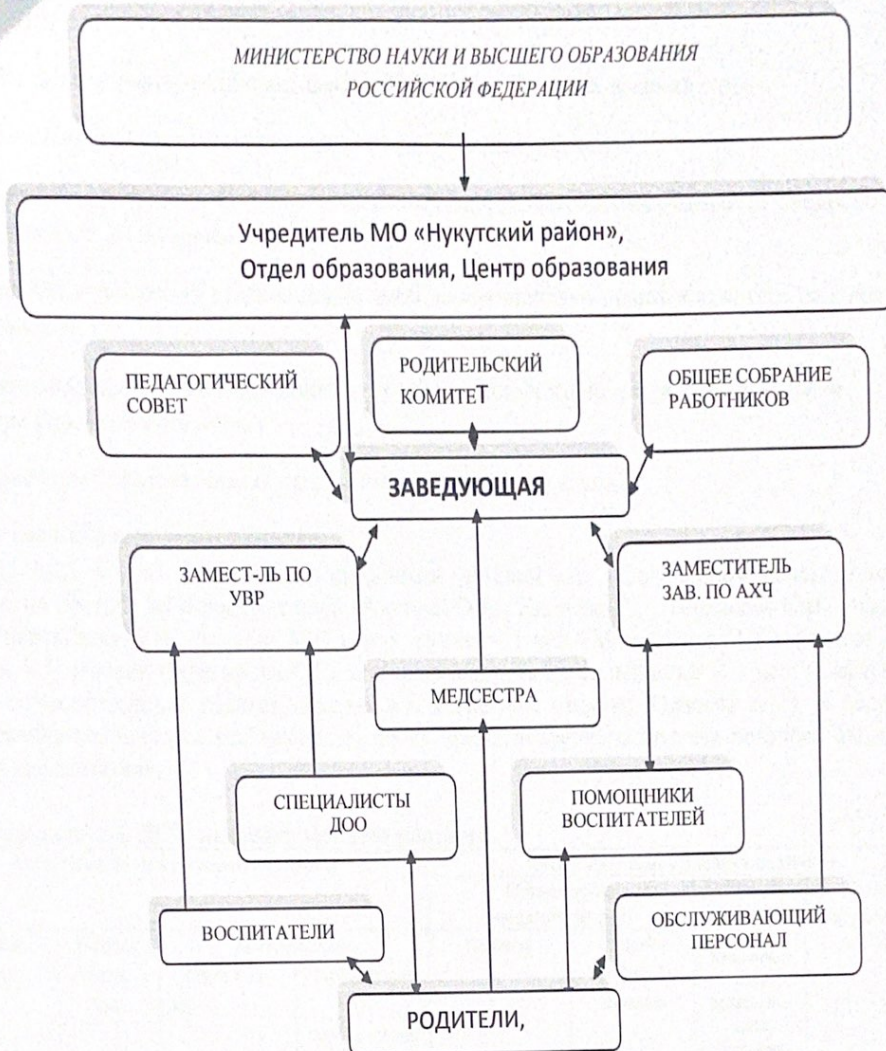 МИНИСТЕРСТВО НАУКИ И ВЫСШЕГО ОБРАЗОВАНИЯ
РОССИЙСКОЙ ФЕДЕРАЦИИ
Учредитель МО «Нукутский район»,
Отдел образования, Центр образования
ПЕДАГОГИЧЕСКИЙ
СОВЕТ
РОДИТЕЛЬСКИЙ
КОМИТЕТ
ОБЩЕЕ СОБРАНИЕ
РАБОТНИКОВ
ЗАВЕДУЮЩАЯ
ЗАМЕСТ-ЛЬ ПО
УВР
ЗАМЕСТИТЕЛЬ
ЗАВ. ПО АХЧ
МЕДСЕСТРА
СПЕЦИАЛИСТЫ
ДОО
ПОМОЩНИКИ
ВОСПИТАТЕЛЕЙ
ВОСПИТАТЕЛИ
ОБСЛУЖИВАЮЩИЙ
ПЕРСОНАЛ
РОДИТЕЛИ,